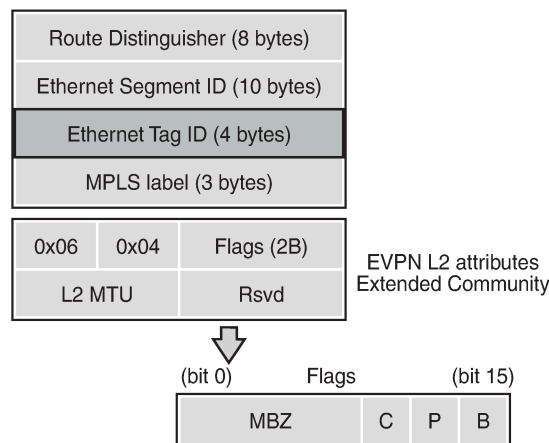 Route Distinguisher (8 bytes)
Ethernet Segment ID (10 bytes)
Ethernet Tag ID (4 bytes)
MPLS label (3 bytes)
0x06 0x04 Flags (2B)
L2 MTU Rsvd
EVPN L2 attributes
Extended Community
(bit 0) Flags (bit 15)
MBZ C P B